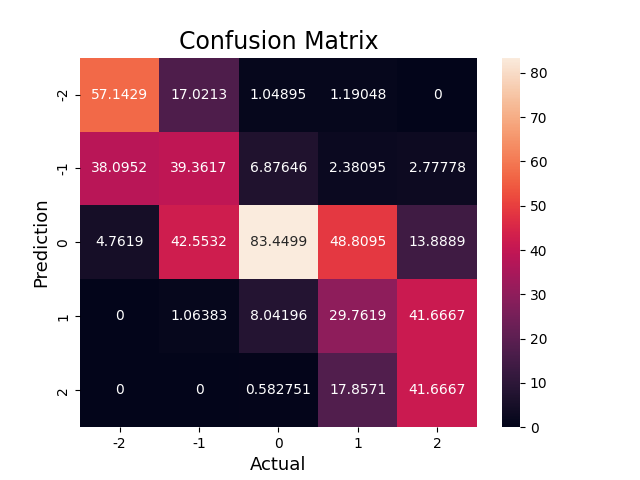 Confusion Matrix
-2 57.1429 17.0213 1.04895 1.19048 0
-1 38.0952 39.3617 6.87646 2.38095 2.77778
0 4.7619 42.5532 83.4499 48.8095 13.8889
1 0 1.06383 8.04196 29.7619 41.6667
2 0 0 0.582751 17.8571 41.6667
-2 -1 0 1 2
Prediction
Actual
80
70
60
50
40
30
20
10
0